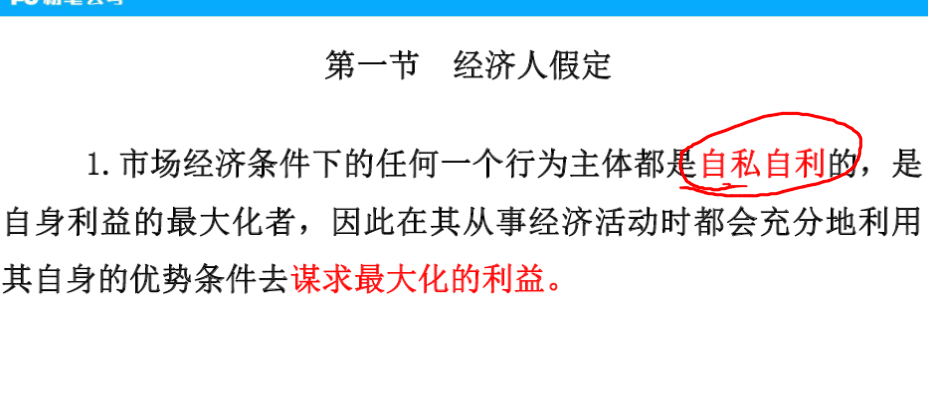 第一节 经济人假定
1.市场经济条件下的任何一个行为主体都是自私自利的，是
自身利益的最大化者，因此在其从事经济活动时都会充分地利用
其自身的优势条件去谋求最大化的利益。